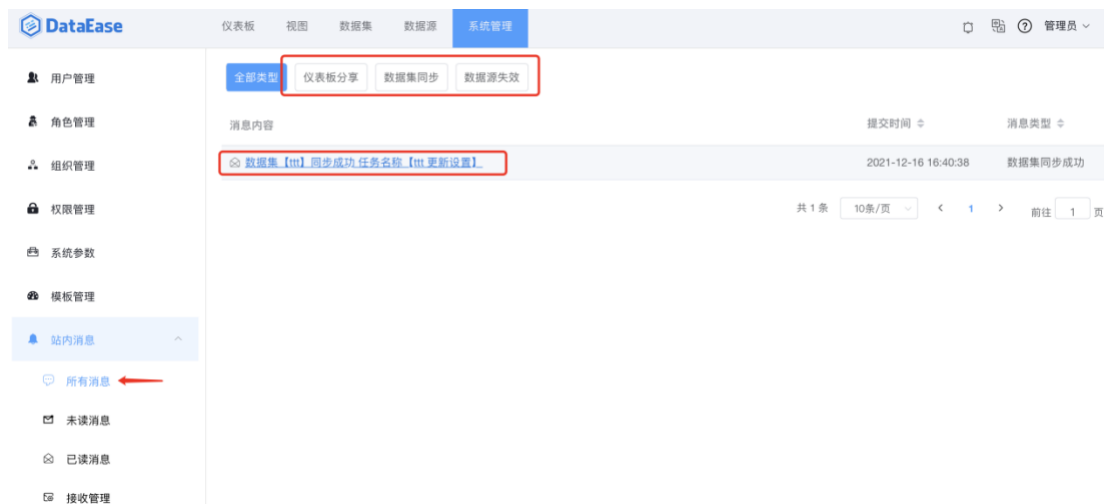 DataEase 仪表板 视图 数据集 数据源 系统管理 管理员
用户管理
角色管理
组织管理
权限管理
系统参数
模板管理
站内消息
所有消息
未读消息
已读消息
接收管理
全部类型 仪表板分享 数据集同步 数据源失效
消息内容 提交时间 消息类型
数据集【ttt】同步成功 任务名称【ttt 更新设置】 2021-12-16 16:40:38 数据集同步成功
共 1 条 10条/页 1 前往 1 页